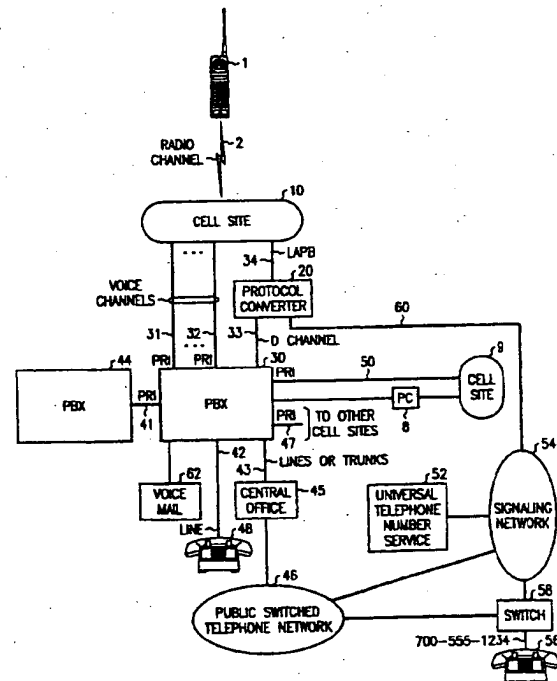 1
RADIO
CHANNEL
2
10
CELL SITE
LAPB
34
20
VOICE
CHANNELS
PROTOCOL
CONVERTER
60
31
32
33
D CHANNEL
9
44
PRI
PRI
30
PRI
50
CELL
SITE
PBX
PRI
41
PBX
PC
8
PRI
47
TO OTHER
CELL SITES
54
42
43
LINES OR TRUNKS
62
VOICE
MAIL
45
CENTRAL
OFFICE
52
UNIVERSAL
TELEPHONE
NUMBER
SERVICE
SIGNALING
NETWORK
LINE
48
46
58
PUBLIC SWITCHED
TELEPHONE NETWORK
SWITCH
700-555-1234
56